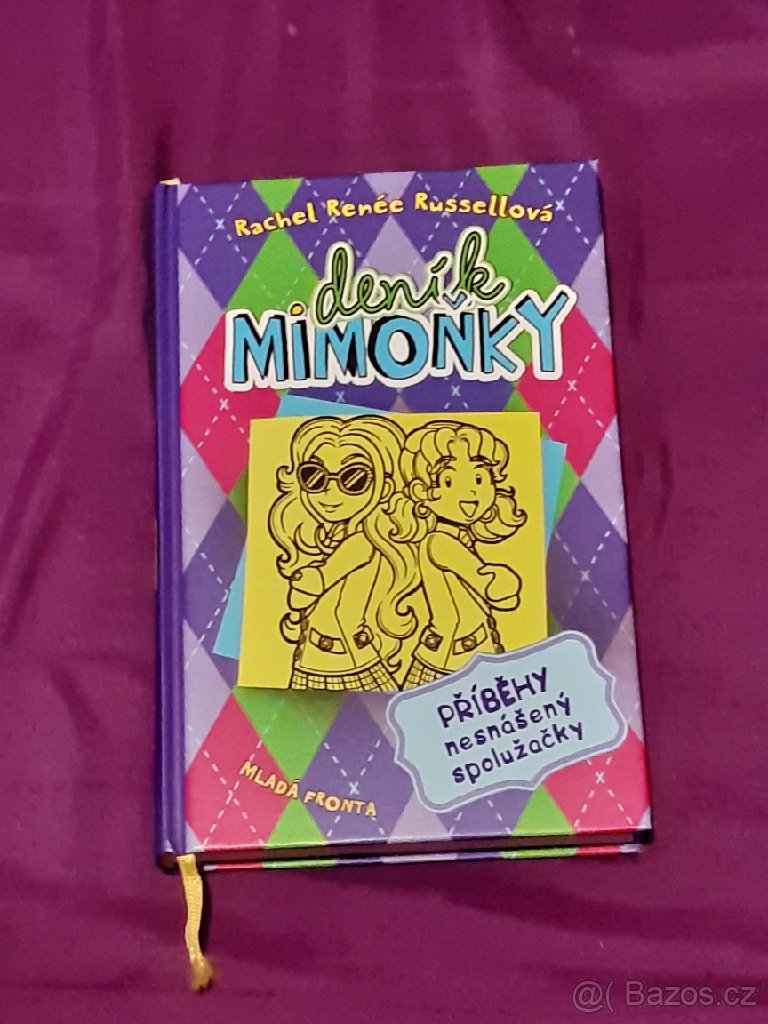 Rachel Renée Russellová
deník
MIMOŇKY
PŘÍBĚHY
nesnášený
spolužačky
MLADÁ FRONTA
@( Bazos.cz